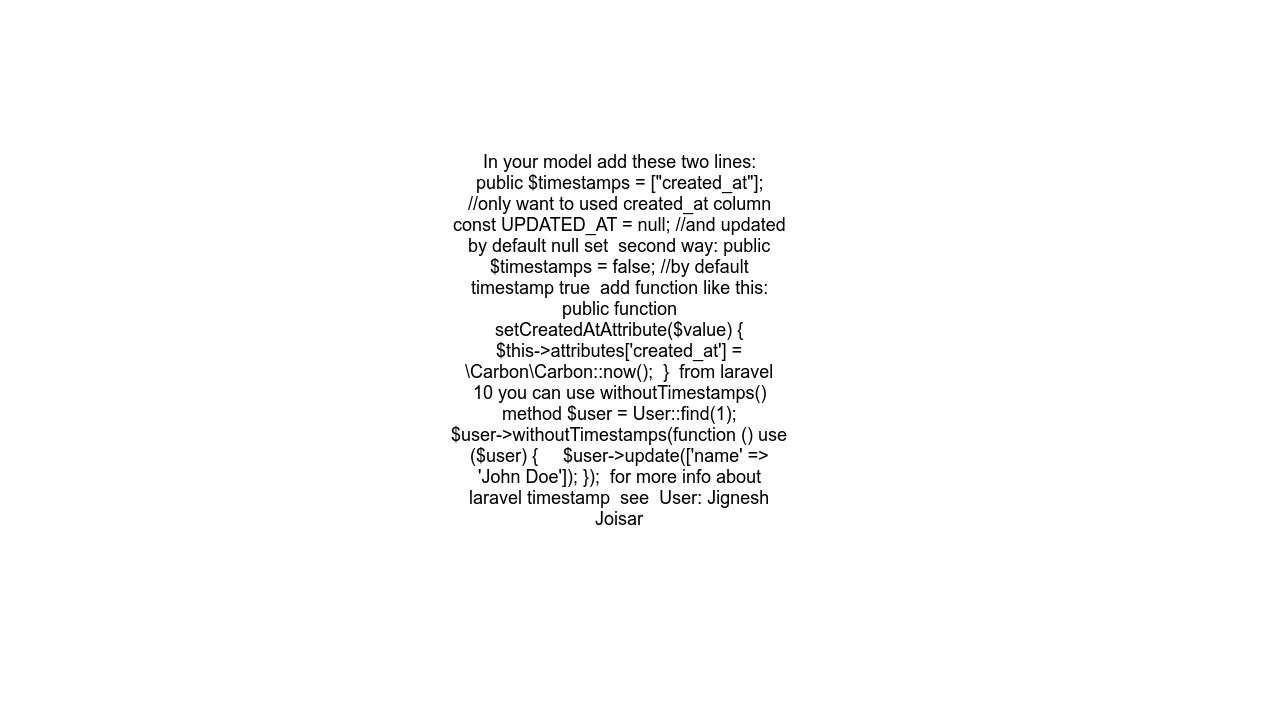 In your model add these two lines:
public $timestamps = ["created_at"];
//only want to used created_at column
const UPDATED_AT = null; //and updated
by default null set  second way: public
$timestamps = false; //by default
timestamp true  add function like this:
public function
setCreatedAtAttribute($value) {
$this->attributes['created_at'] =
\Carbon\Carbon::now();  }  from laravel
10 you can use withoutTimestamps()
method $user = User::find(1);
$user->withoutTimestamps(function () use
($user) {     $user->update(['name' =>
'John Doe']); });  for more info about
laravel timestamp  see  User: Jignesh
Joisar